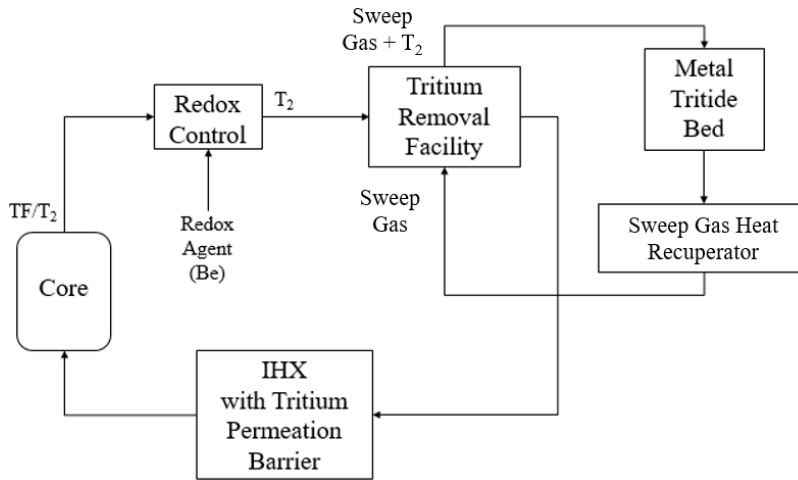 Sweep
Gas + T₂
Metal
Tritide
Bed
Redox
Control
T₂
Tritium
Removal
Facility
TF/T₂
Redox
Agent
(Be)
Sweep
Gas
Sweep Gas Heat
Recuperator
Core
IHX
with Tritium
Permeation
Barrier